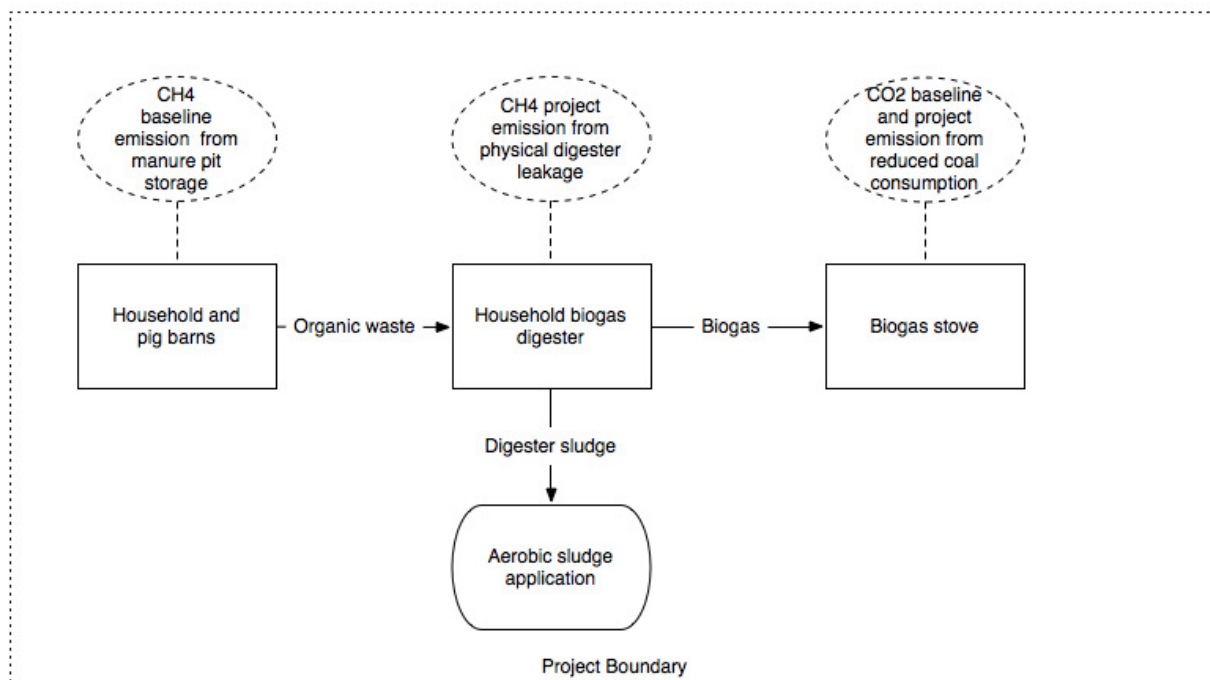 CH4
baseline
emission from
manure pit
storage
CH4 project
emission from
physical digester
leakage
CO2 baseline
and project
emission from
reduced coal
consumption
Household and
pig barns
Organic waste
Household biogas
digester
Biogas
Biogas stove
Digester sludge
Aerobic sludge
application
Project Boundary